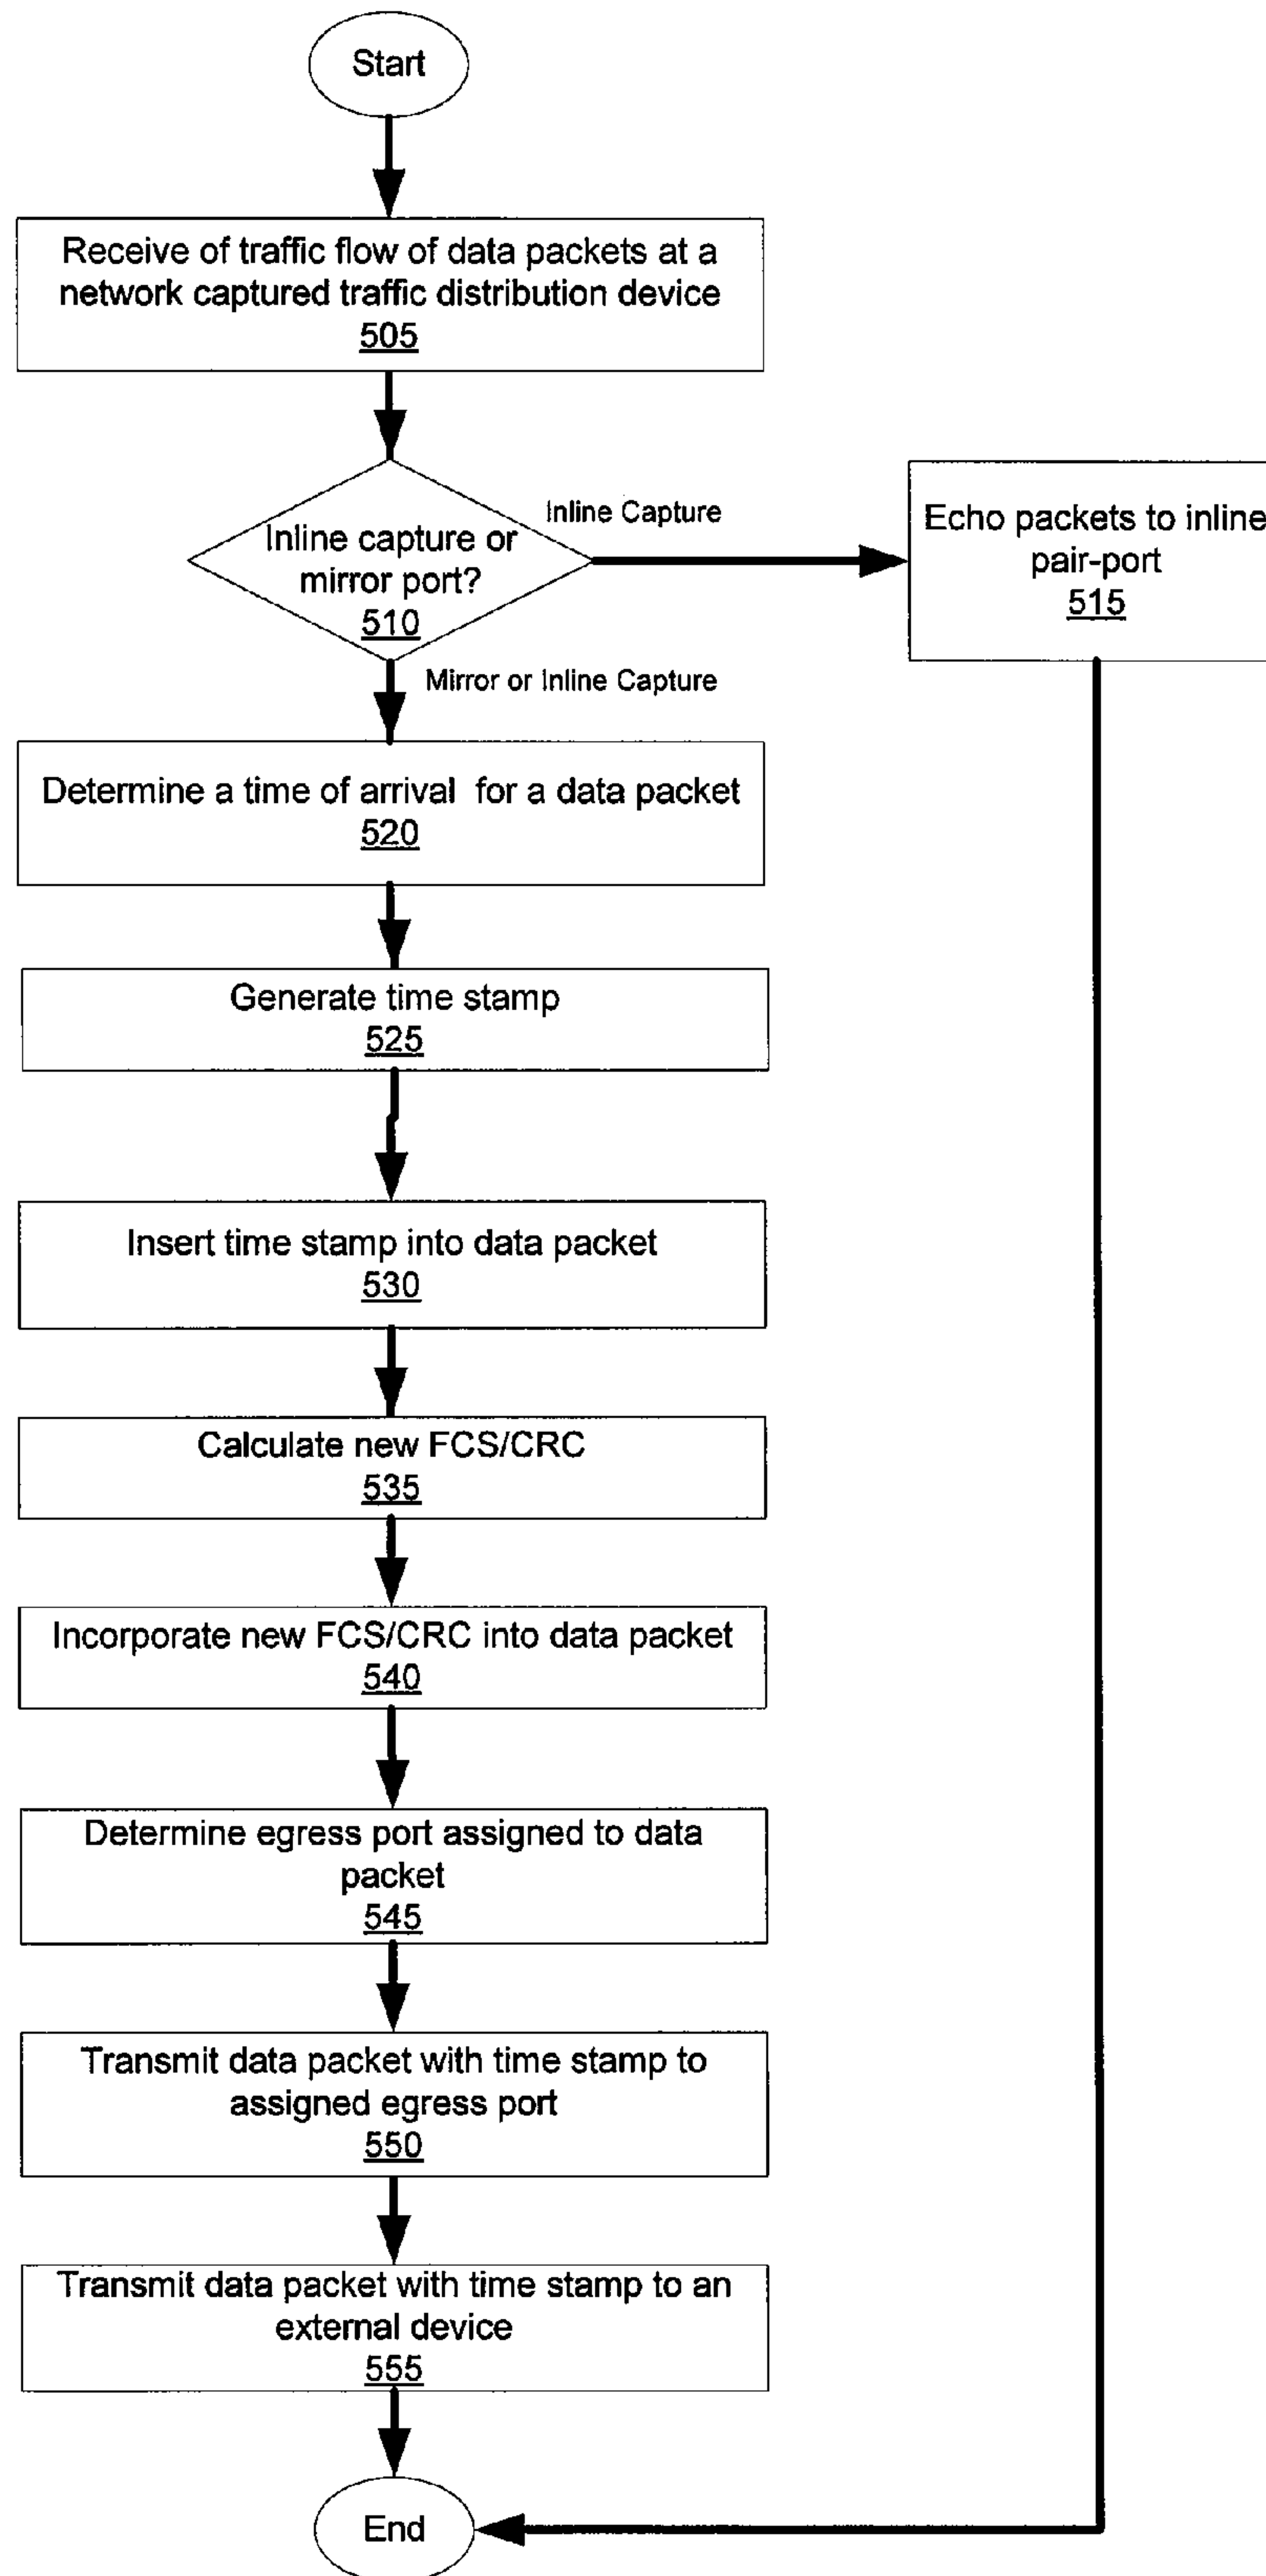 Start
Receive of traffic flow of data packets at a
network captured traffic distribution device
505
Inline capture or
mirror port?
510
Inline Capture
Echo packets to inline
pair-port
515
Mirror or Inline Capture
Determine a time of arrival for a data packet
520
Generate time stamp
525
Insert time stamp into data packet
530
Calculate new FCS/CRC
535
Incorporate new FCS/CRC into data packet
540
Determine egress port assigned to data
packet
545
Transmit data packet with time stamp to
assigned egress port
550
Transmit data packet with time stamp to an
external device
555
End